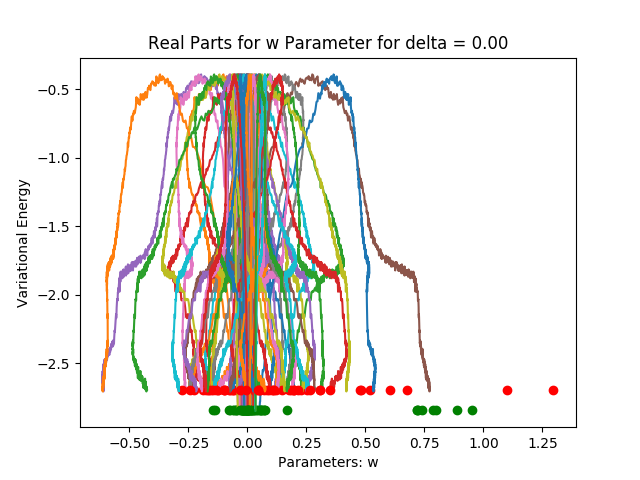 Real Parts for w Parameter for delta = 0.00
Variational Energy
−0.5
−1.0
−1.5
−2.0
−2.5
−0.50 −0.25 0.00 0.25 0.50 0.75 1.00 1.25
Parameters: w